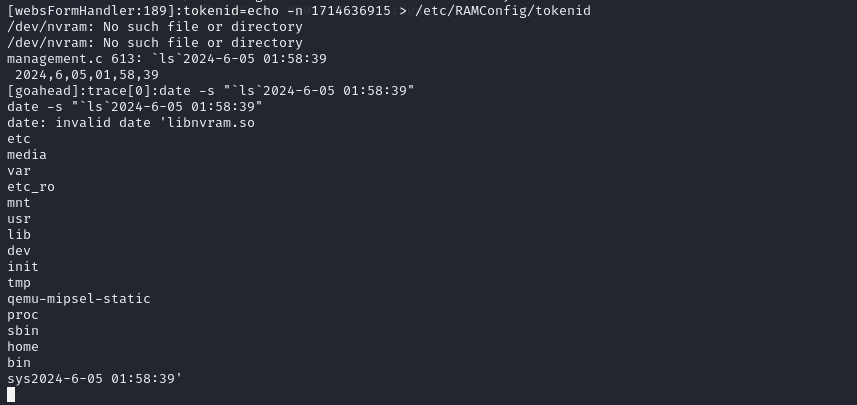 [websFormHandler:189]:tokenid=echo -n 1714636915 > /etc/RAMConfig/tokenid
/dev/nvram: No such file or directory
/dev/nvram: No such file or directory
management.c 613: `ls`2024-6-05 01:58:39
 2024,6,05,01,58,39
[goahead]:trace[0]:date -s "`ls`2024-6-05 01:58:39"
date -s "`ls`2024-6-05 01:58:39"
date: invalid date 'libnvram.so
etc
media
var
etc_ro
mnt
usr
lib
dev
init
tmp
qemu-mipsel-static
proc
sbin
home
bin
sys2024-6-05 01:58:39'